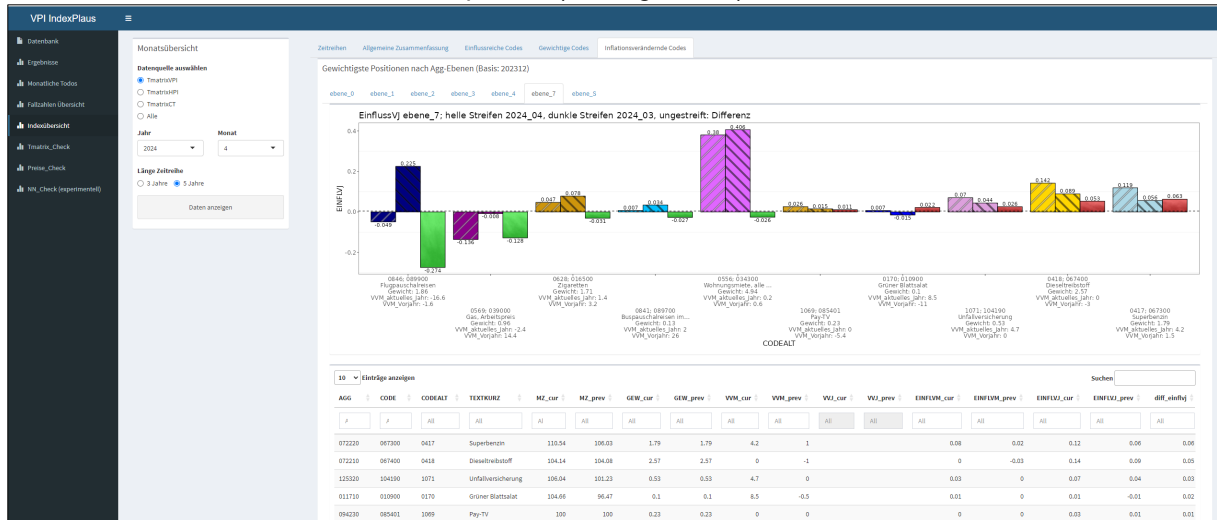 VPI IndexPlaus
Datenbank
Ergebnisse
Monatliche Todos
Fallzahlen Übersicht
Indexübersicht
Tmatrix_Check
Preise_Check
NN_Check (experimentell)
Monatsübersicht
Datenquelle auswählen
TmatrixVPI
TmatrixHPI
TmatrixCT
Alle
Jahr Monat
2024 4
Länge Zeitreihe
3 Jahre 5 Jahre
Daten anzeigen
Zeitreihen Allgemeine Zusammenfassung Einflussreiche Codes Gewichtige Codes Inflationsverändernde Codes
Gewichtigste Positionen nach Agg-Ebenen (Basis: 202312)
ebene_0 ebene_1 ebene_2 ebene_3 ebene_4 ebene_7 ebene_5
EinflussVJ ebene_7; helle Streifen 2024_04, dunkle Streifen 2024_03, ungestreift: Differenz
EINFLVJ
0.4
0.2
0.0
-0.2
-0.049 0.225 -0.274
-0.136 -0.008 -0.128
0.047 0.078 -0.031
0.007 0.034 -0.027
0.38 0.406 -0.026
0.026 0.015 0.011
0.007 -0.015 0.022
0.07 0.044 0.026
0.142 0.089 0.053
0.119 0.056 0.063
0846; 089900
Flugpauschalreisen
Gewicht: 1.86
VVM_aktuelles_Jahr: -16.6
VVM_Vorjahr: -1.6
0569; 039000
Gas, Arbeitspreis
Gewicht: 0.96
VVM_aktuelles_Jahr: -2.4
VVM_Vorjahr: 14.4
0628; 016500
Zigaretten
Gewicht: 1.71
VVM_aktuelles_Jahr: 1.4
VVM_Vorjahr: 3.2
0841; 089700
Buspauschalreisen im...
Gewicht: 0.13
VVM_aktuelles_Jahr: 2
VVM_Vorjahr: 26
0556; 034300
Wohnungsmiete, alle ...
Gewicht: 4.94
VVM_aktuelles_Jahr: 0.2
VVM_Vorjahr: 0.6
1069; 085401
Pay-TV
Gewicht: 0.23
VVM_aktuelles_Jahr: 0
VVM_Vorjahr: -5.4
0170; 010900
Grüner Blattsalat
Gewicht: 0.1
VVM_aktuelles_Jahr: 8.5
VVM_Vorjahr: -11
1071; 104190
Unfallversicherung
Gewicht: 0.53
VVM_aktuelles_Jahr: 4.7
VVM_Vorjahr: 0
0418; 067400
Dieseltreibstoff
Gewicht: 2.57
VVM_aktuelles_Jahr: 0
VVM_Vorjahr: -3
0417; 067300
Superbenzin
Gewicht: 1.79
VVM_aktuelles_Jahr: 4.2
VVM_Vorjahr: 1.5
CODEALT
10 Einträge anzeigen Suchen
AGG CODE CODEALT TEXTKURZ MZ_cur MZ_prev GEW_cur GEW_prev VVM_cur VVM_prev VVJ_cur VVJ_prev EINFLVM_cur EINFLVM_prev EINFLVJ_cur EINFLVJ_prev diff_einflvj
All All Al All All All All All All All All All All All All
072220 067300 0417 Superbenzin 110.54 106.03 1.79 1.79 4.2 1 0.08 0.02 0.12 0.06 0.06
072210 067400 0418 Dieseltreibstoff 104.14 104.08 2.57 2.57 0 -1 0 -0.03 0.14 0.09 0.05
125320 104190 1071 Unfallversicherung 106.04 101.23 0.53 0.53 4.7 0 0.03 0 0.07 0.04 0.03
011710 010900 0170 Grüner Blattsalat 104.66 96.47 0.1 0.1 8.5 -0.5 0.01 0 0.01 -0.01 0.02
094230 085401 1069 Pay-TV 100 100 0.23 0.23 0 0 0 0 0.03 0.01 0.01